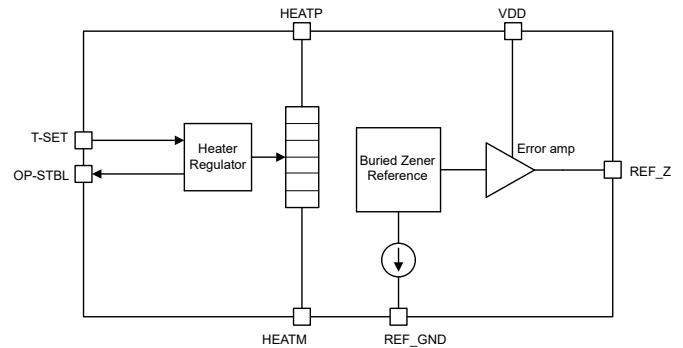 HEATP
VDD
T-SET
OP-STBL
Heater
Regulator
Buried Zener
Reference
Error amp
REF_Z
HEATM
REF_GND